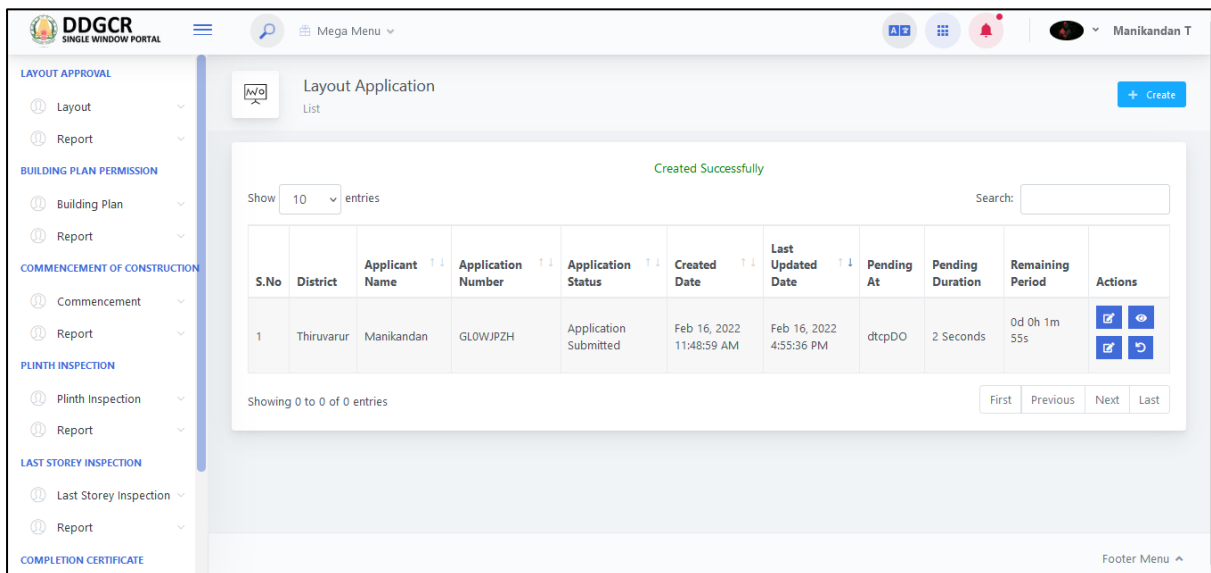 DDGCR
SINGLE WINDOW PORTAL
Mega Menu
Manikandan T
LAYOUT APPROVAL
Layout
Report
BUILDING PLAN PERMISSION
Building Plan
Report
COMMENCEMENT OF CONSTRUCTION
Commencement
Report
PLINTH INSPECTION
Plinth Inspection
Report
LAST STOREY INSPECTION
Last Storey Inspection
Report
COMPLETION CERTIFICATE
Layout Application
List
+ Create
Created Successfully
Show 10 entries
Search:
S.No District Applicant Name Application Number Application Status Created Date Last Updated Date Pending At Pending Duration Remaining Period Actions
1 Thiruvarur Manikandan GL0WJPZH Application Submitted Feb 16, 2022 11:48:59 AM Feb 16, 2022 4:55:36 PM dtcpDO 2 Seconds 0d 0h 1m 55s
Showing 0 to 0 of 0 entries
First Previous Next Last
Footer Menu